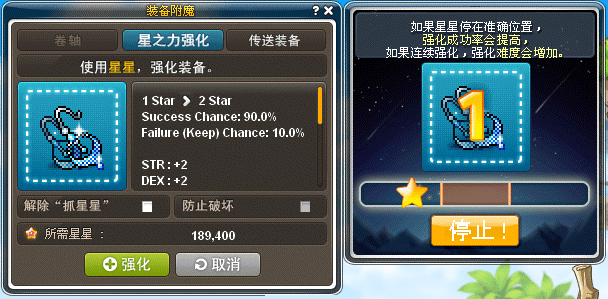 装备附魔
? ×
卷轴 星之力强化 传送装备
使用星星，强化装备。
1 Star > 2 Star
Success Chance: 90.0%
Failure (Keep) Chance: 10.0%
STR : +2
DEX : +2
解除“抓星星” 防止破坏
所需星星 : 189,400
强化 取消
如果星星停在准确位置，
强化成功率会提高，
如果连续强化，强化难度会增加。
1
停止！